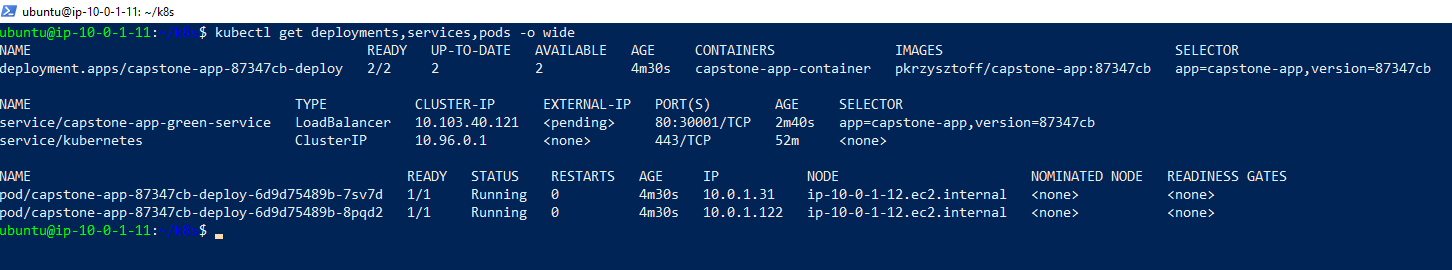 ubuntu@ip-10-0-1-11: ~/k8s
ubuntu@ip-10-0-1-11:~/k8s$ kubectl get deployments,services,pods -o wide
NAME READY UP-TO-DATE AVAILABLE AGE CONTAINERS IMAGES SELECTOR
deployment.apps/capstone-app-87347cb-deploy 2/2 2 2 4m30s capstone-app-container pkrzysztoff/capstone-app:87347cb app=capstone-app,version=87347cb
NAME TYPE CLUSTER-IP EXTERNAL-IP PORT(S) AGE SELECTOR
service/capstone-app-green-service LoadBalancer 10.103.40.121 <pending> 80:30001/TCP 2m40s app=capstone-app,version=87347cb
service/kubernetes ClusterIP 10.96.0.1 <none> 443/TCP 52m <none>
NAME READY STATUS RESTARTS AGE IP NODE NOMINATED NODE READINESS GATES
pod/capstone-app-87347cb-deploy-6d9d75489b-7sv7d 1/1 Running 0 4m30s 10.0.1.31 ip-10-0-1-12.ec2.internal <none> <none>
pod/capstone-app-87347cb-deploy-6d9d75489b-8pqd2 1/1 Running 0 4m30s 10.0.1.122 ip-10-0-1-12.ec2.internal <none> <none>
ubuntu@ip-10-0-1-11:~/k8s$